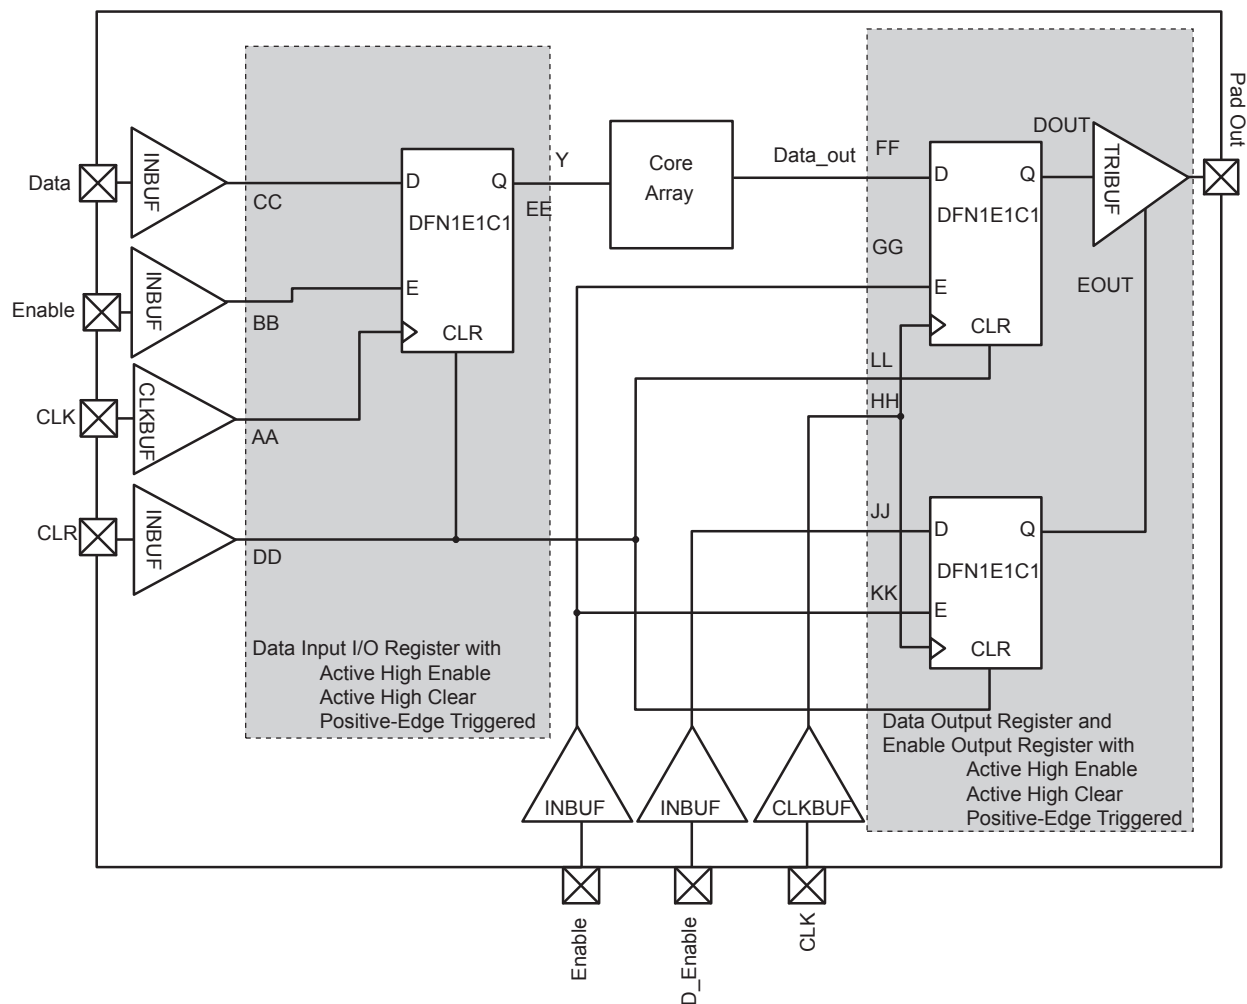 Data
INBUF
CC
D
Q
DFN1E1C1
E
CLR
Y
EE
Core
Array
Data_out
FF
D
Q
DFN1E1C1
GG
E
CLR
DOUT
TRIBUF
Pad Out
EOUT
Enable
INBUF
BB
CLK
CLKBUF
AA
CLR
INBUF
DD
LL
HH
JJ
D
Q
DFN1E1C1
KK
E
CLR
Data Input I/O Register with
Active High Enable
Active High Clear
Positive-Edge Triggered
Data Output Register and
Enable Output Register with
Active High Enable
Active High Clear
Positive-Edge Triggered
INBUF
INBUF
CLKBUF
Enable
D_Enable
CLK